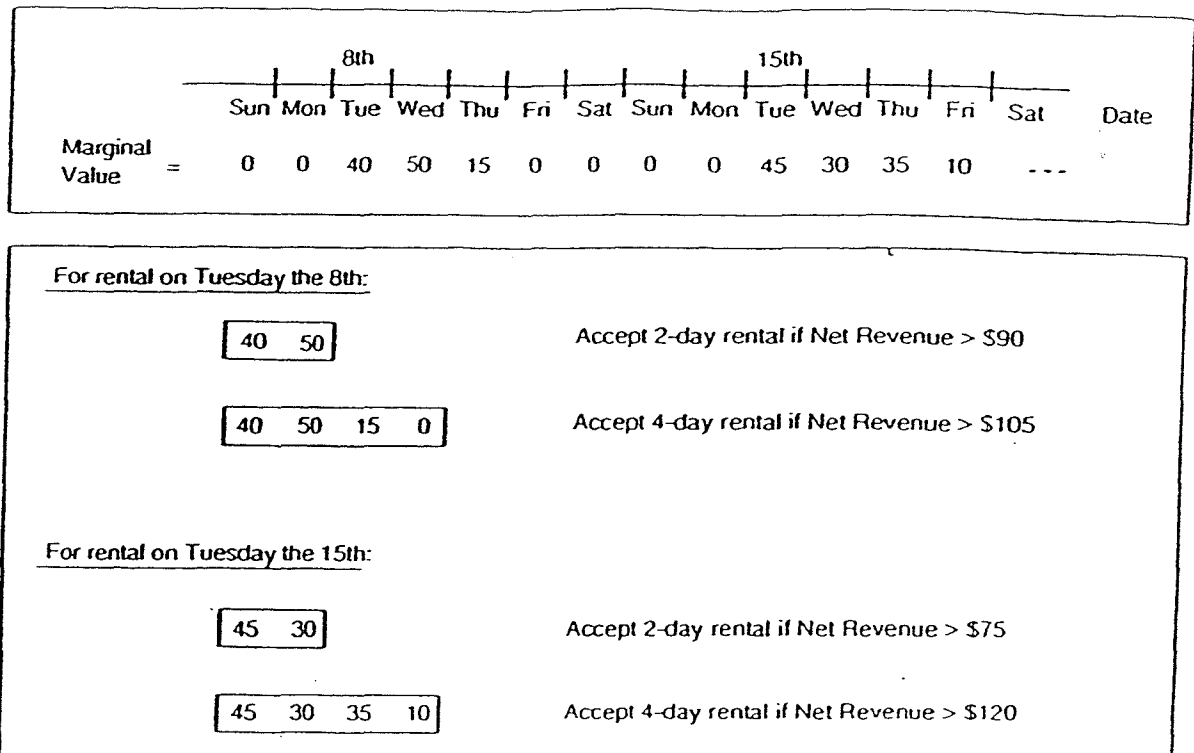 8th 15th
Sun Mon Tue Wed Thu Fri Sat Sun Mon Tue Wed Thu Fri Sat Date
Marginal
Value = 0 0 40 50 15 0 0 0 0 45 30 35 10 - - -
For rental on Tuesday the 8th:
40 50 Accept 2-day rental if Net Revenue > $90
40 50 15 0 Accept 4-day rental if Net Revenue > $105
For rental on Tuesday the 15th:
45 30 Accept 2-day rental if Net Revenue > $75
45 30 35 10 Accept 4-day rental if Net Revenue > $120